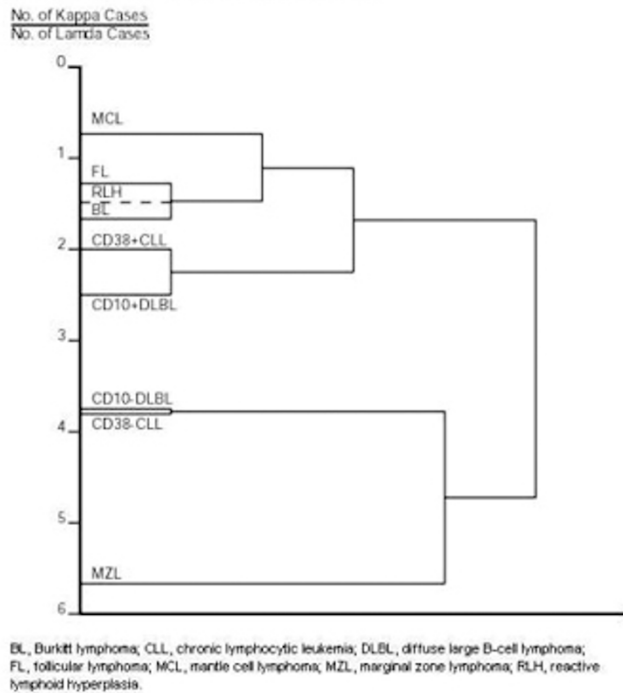 No. of Kappa Cases
No. of Lamda Cases
0
MCL
1
FL
RLH
BL
2
CD38+CLL
CD10+DLBL
3
CD10-DLBL
4
CD38-CLL
5
MZL
6
BL, Burkitt lymphoma; CLL, chronic lymphocytic leukemia; DLBL, diffuse large B-cell lymphoma;
FL, follicular lymphoma; MCL, mantle cell lymphoma; MZL, marginal zone lymphoma; RLH, reactive
lymphoid hyperplasia.